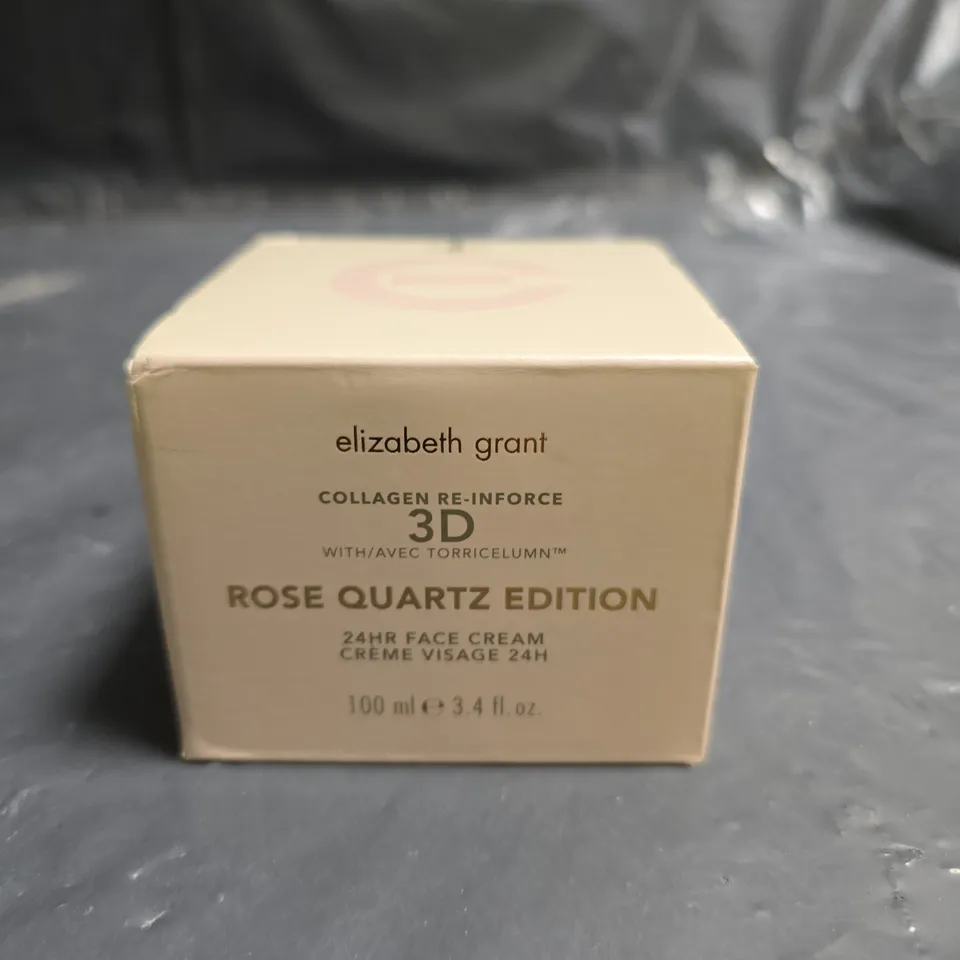 elizabeth grant
COLLAGEN RE-INFORCE
3D
WITH/AVEC TORRICELUMN™
ROSE QUARTZ EDITION
24HR FACE CREAM
CRÈME VISAGE 24H
100 ml ℮ 3.4 fl. oz.